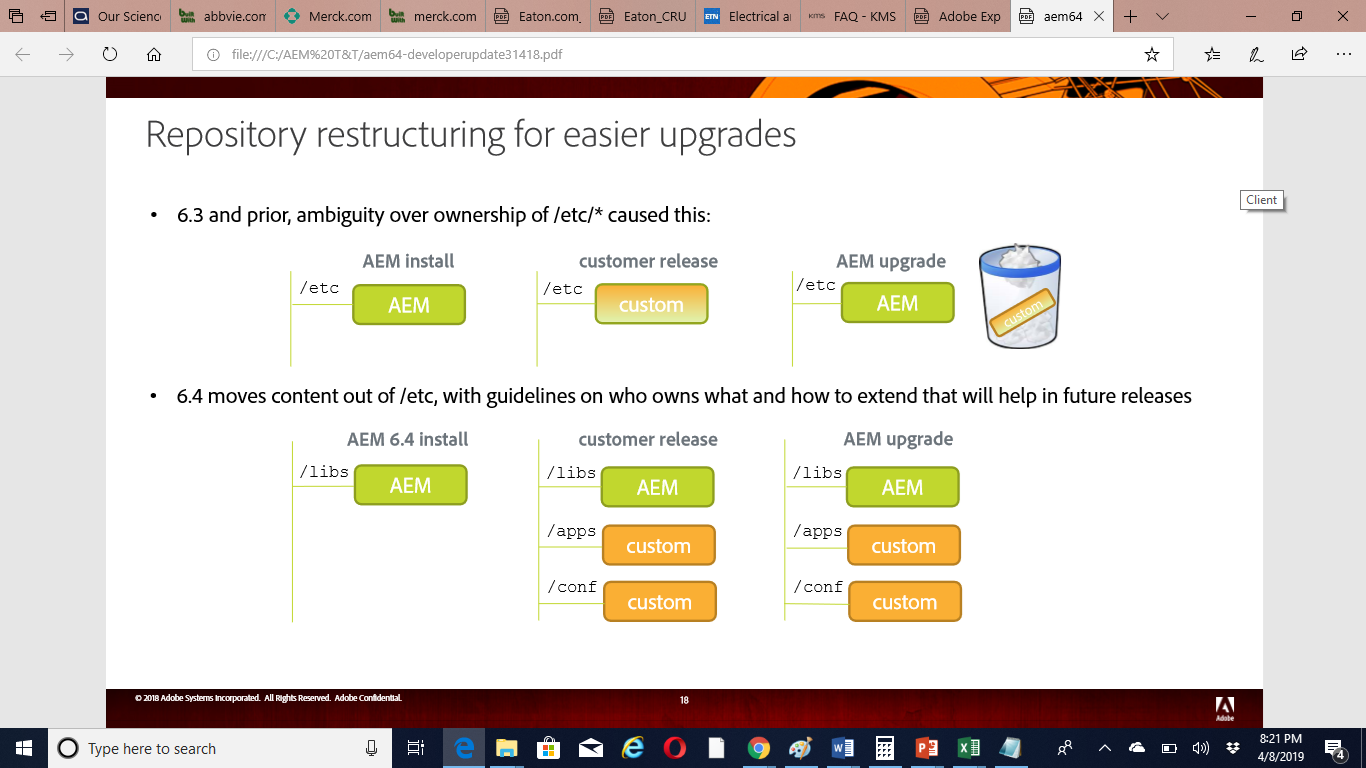 Our Scienc
abbvie.com
Merck.com
merck.com
Eaton.com_
Eaton_CRU
Electrical an
FAQ - KMS
Adobe Exp
aem64
file:///C:/AEM%20T&T/aem64-developerupdate31418.pdf
Repository restructuring for easier upgrades
Client
• 6.3 and prior, ambiguity over ownership of /etc/* caused this:
AEM install
customer release
AEM upgrade
/etc
AEM
/etc
custom
/etc
AEM
custom
• 6.4 moves content out of /etc, with guidelines on who owns what and how to extend that will help in future releases
AEM 6.4 install
customer release
AEM upgrade
/libs
AEM
/libs
AEM
/libs
AEM
/apps
custom
/apps
custom
/conf
custom
/conf
custom
© 2018 Adobe Systems Incorporated. All Rights Reserved. Adobe Confidential.
18
Adobe
Type here to search
8:21 PM
4/8/2019
4